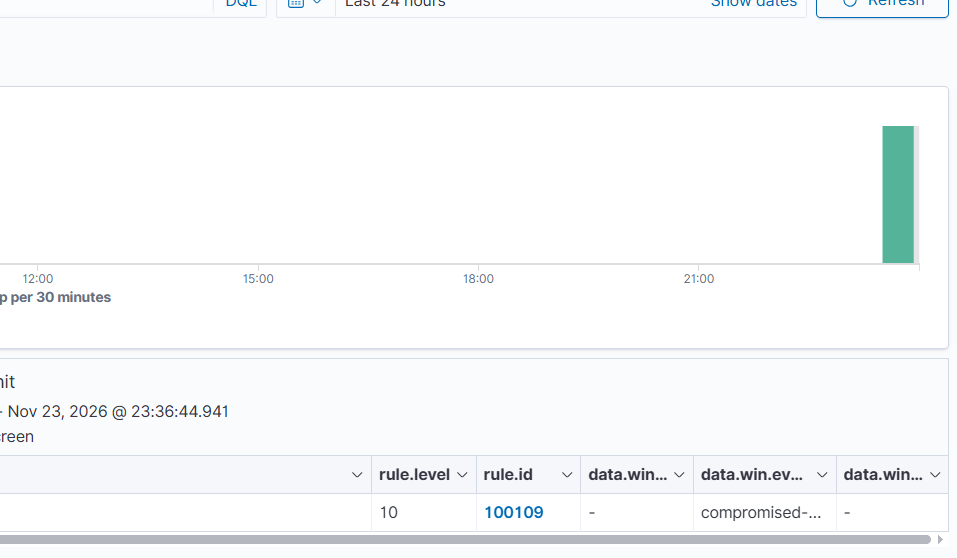 DQL Last 24 hours Show dates Refresh
12:00 15:00 18:00 21:00
p per 30 minutes
hit
- Nov 23, 2026 @ 23:36:44.941
creen
rule.level rule.id data.win... data.win.ev... data.win...
10 100109 - compromised-... -